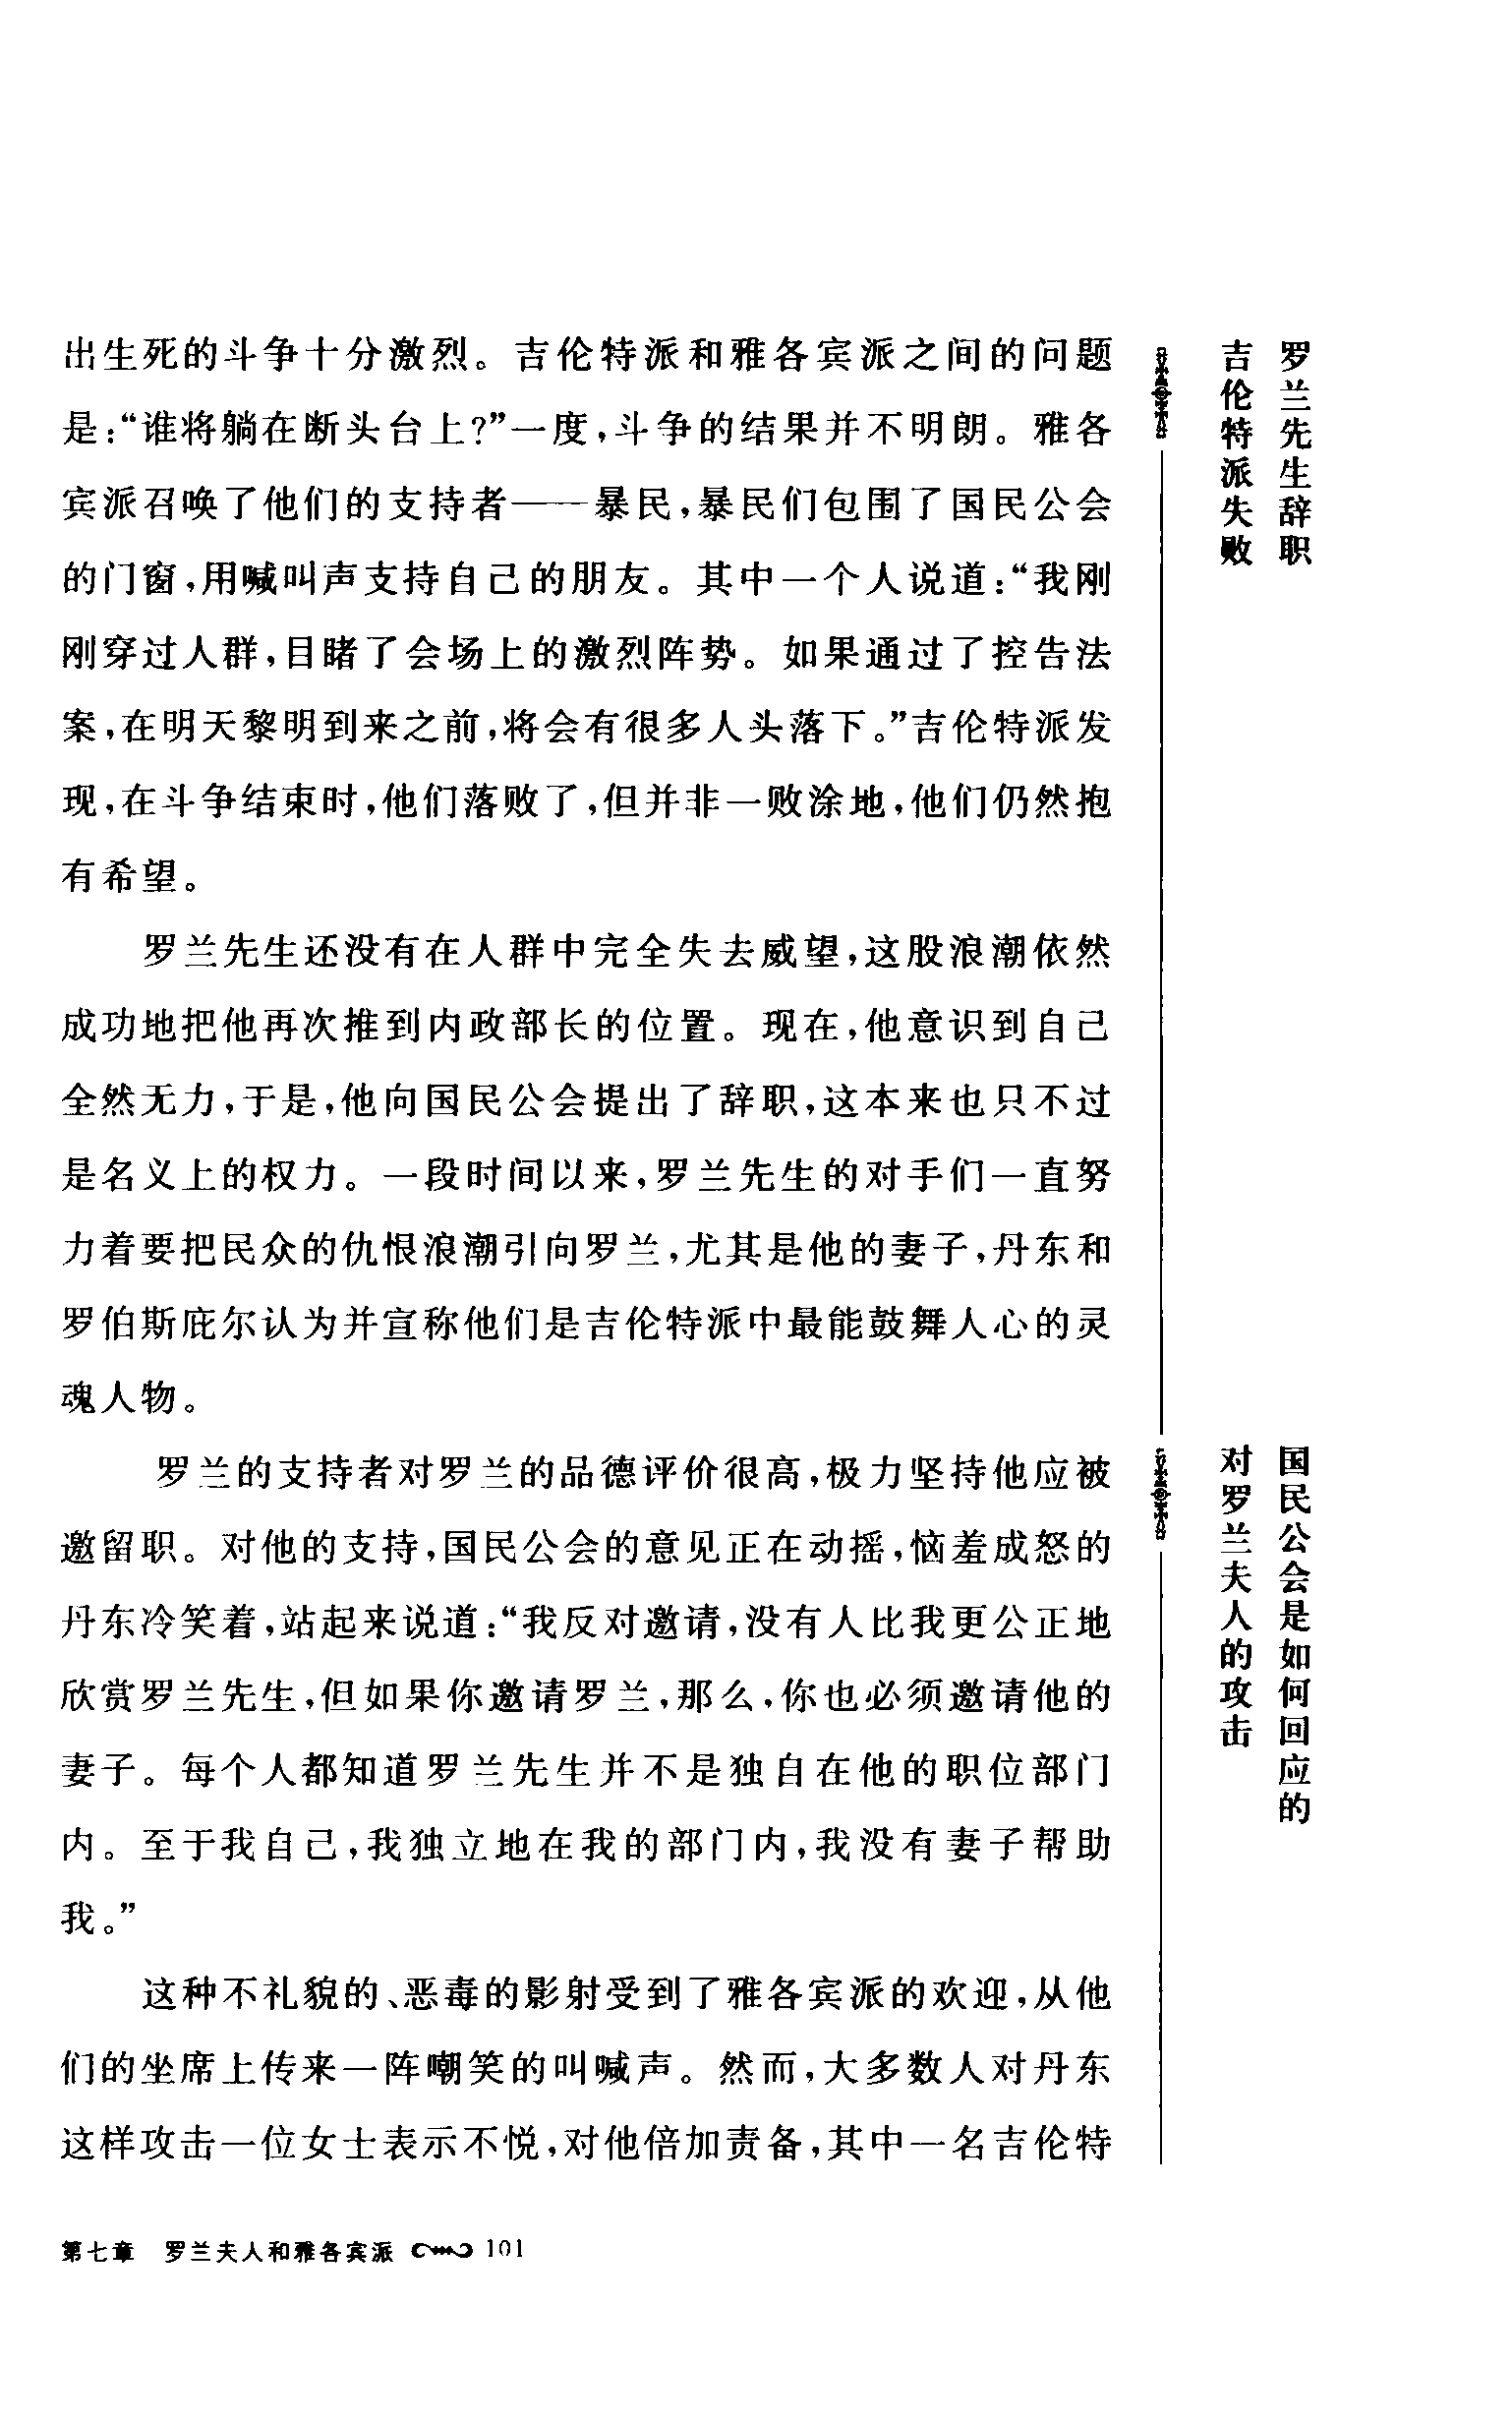 出生死的斗争十分激烈。吉伦特派和雅各宾派之间的问题
是：“谁将躺在断头台上？”一度，斗争的结果并不明朗。雅各
宾派召唤了他们的支持者——暴民，暴民们包围了国民公会
的门窗，用喊叫声支持自己的朋友。其中一个人说道：“我刚
刚穿过人群，目睹了会场上的激烈阵势。如果通过了控告法
案，在明天黎明到来之前，将会有很多人头落下。”吉伦特派发
现，在斗争结束时，他们落败了，但并非一败涂地，他们仍然抱
有希望。
罗兰先生还没有在人群中完全失去威望，这股浪潮依然
成功地把他再次推到内政部长的位置。现在，他意识到自己
全然无力，于是，他向国民公会提出了辞职，这本来也只不过
是名义上的权力。一段时间以来，罗兰先生的对手们一直努
力着要把民众的仇恨浪潮引向罗兰，尤其是他的妻子，丹东和
罗伯斯庇尔认为并宣称他们是吉伦特派中最能鼓舞人心的灵
魂人物。
罗兰的支持者对罗兰的品德评价很高，极力坚持他应被
邀留职。对他的支持，国民公会的意见正在动摇，恼羞成怒的
丹东冷笑着，站起来说道：“我反对邀请，没有人比我更公正地
欣赏罗兰先生，但如果你邀请罗兰，那么，你也必须邀请他的
妻子。每个人都知道罗兰先生并不是独自在他的职位部门
内。至于我自己，我独立地在我的部门内，我没有妻子帮助
我。”
这种不礼貌的、恶毒的影射受到了雅各宾派的欢迎，从他
们的坐席上传来一阵嘲笑的叫喊声。然而，大多数人对丹东
这样攻击一位女士表示不悦，对他倍加责备，其中一名吉伦特
罗兰先生辞职
吉伦特派失败
国民公会是如何回应的
对罗兰夫人的攻击
第七章 罗兰夫人和雅各宾派 101